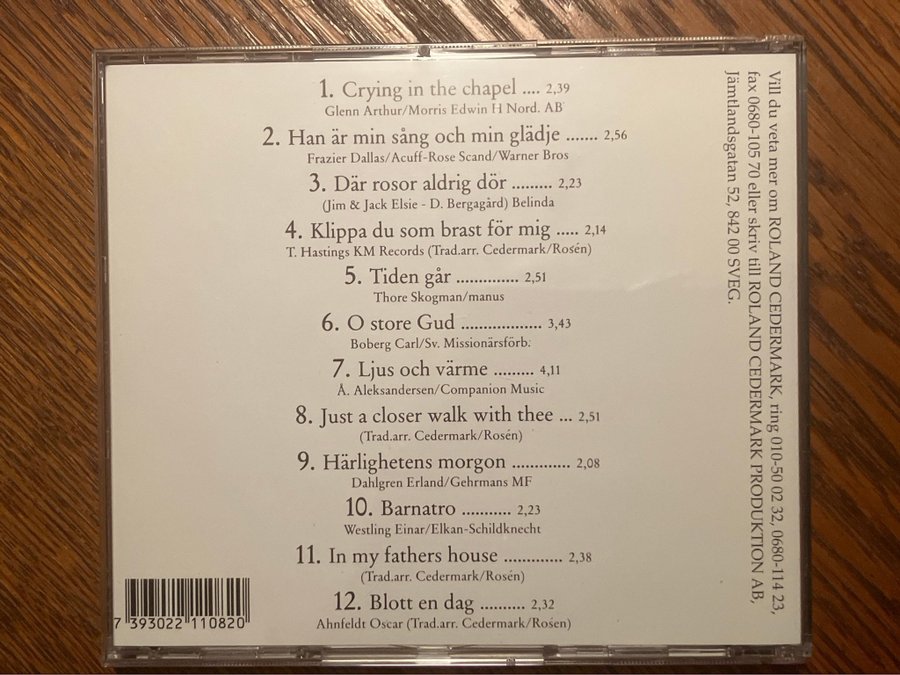 1. Crying in the chapel .... 2,39
Glenn Arthur/Morris Edwin H Nord. AB
2. Han är min sång och min glädje ....... 2,56
Frazier Dallas/Acuff-Rose Scand/Warner Bros
3. Där rosor aldrig dör ......... 2,23
(Jim & Jack Elsie - D. Bergagård) Belinda
4. Klippa du som brast för mig ..... 2,14
T. Hastings KM Records (Trad.arr. Cedermark/Rosén)
5. Tiden går .............. 2,51
Thore Skogman/manus
6. O store Gud .................. 3,43
Boberg Carl/Sv. Missionärsförb.
7. Ljus och värme ......... 4,11
Å. Aleksandersen/Companion Music
8. Just a closer walk with thee ... 2,51
(Trad.arr. Cedermark/Rosén)
9. Härlighetens morgon ............. 2,08
Dahlgren Erland/Gehrmans MF
10. Barnatro ........... 2,23
Westling Einar/Elkan-Schildknecht
11. In my fathers house ............. 2,38
(Trad.arr. Cedermark/Rosén)
12. Blott en dag .......... 2,32
Ahnfeldt Oscar (Trad.arr. Cedermark/Rosén)
Vill du veta mer om ROLAND CEDERMARK, ring 010-50 02 32, 0680-114 23,
fax 0680-105 70 eller skriv till ROLAND CEDERMARK PRODUKTION AB,
Jämtlandsgatan 52, 842 00 SVEG.
7 393022 110820